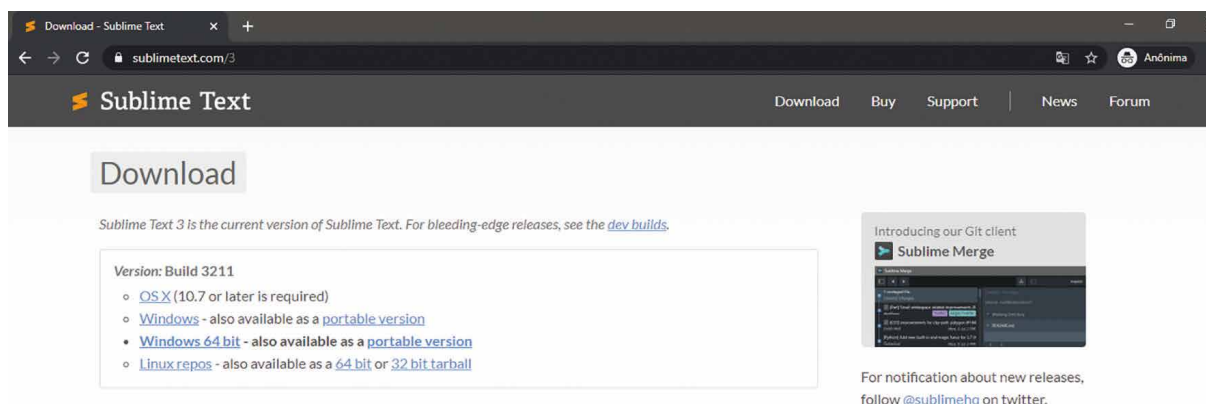 Download - Sublime Text
sublimetext.com/3
Anônima
Sublime Text
Download Buy Support News Forum
Download
Sublime Text 3 is the current version of Sublime Text. For bleeding-edge releases, see the dev builds.
Version: Build 3211
OS X (10.7 or later is required)
Windows - also available as a portable version
Windows 64 bit - also available as a portable version
Linux repos - also available as a 64 bit or 32 bit tarball
Introducing our Git client
Sublime Merge
For notification about new releases,
follow @sublimehq on twitter.